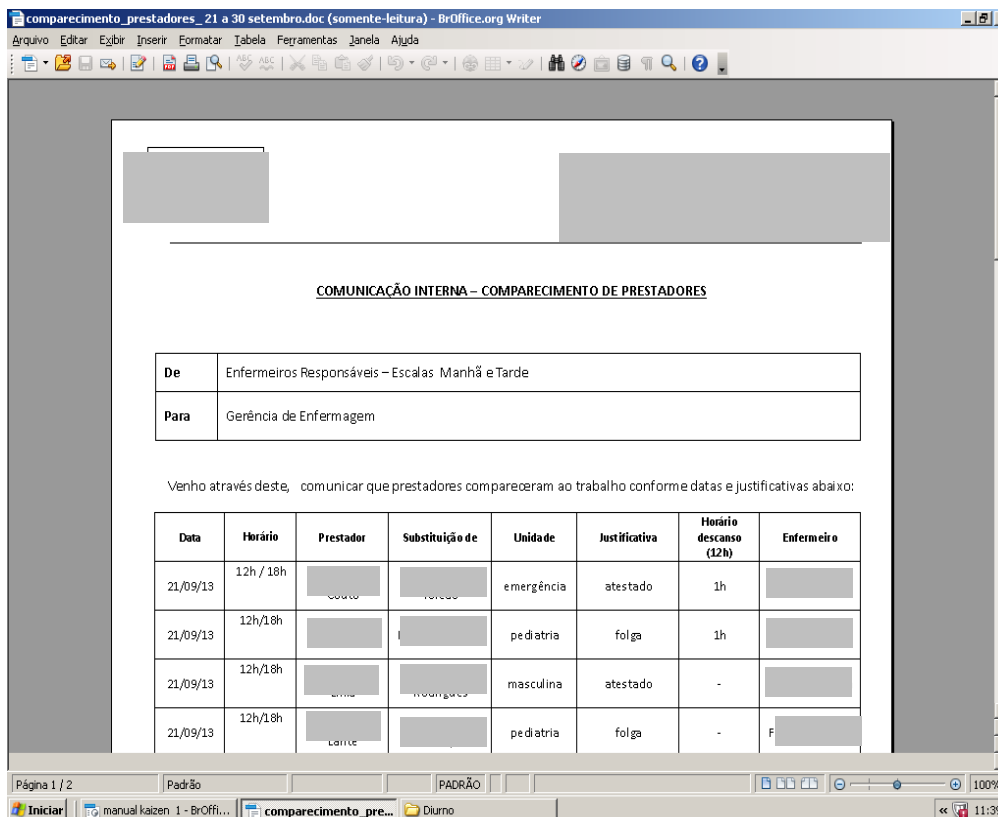 comparecimento_prestadores_ 21 a 30 setembro.doc (somente-leitura) - BrOffice.org Writer
Arquivo Editar Exibir Inserir Formatar Tabela Ferramentas Janela Ajuda
COMUNICAÇÃO INTERNA – COMPARECIMENTO DE PRESTADORES
De Enfermeiros Responsáveis – Escalas Manhã e Tarde
Para Gerência de Enfermagem
Venho através deste, comunicar que prestadores compareceram ao trabalho conforme datas e justificativas abaixo:
Data Horário Prestador Substituição de Unidade Justificativa Horário descanso (12h) Enfermeiro
21/09/13 12h / 18h emergência atestado 1h
21/09/13 12h/18h pediatria folga 1h
21/09/13 12h/18h masculina atestado -
21/09/13 12h/18h pediatria folga - F
Página 1 / 2 Padrão PADRÃO 100%
Iniciar manual kaizen 1 - BrOffi... comparecimento_pre... Diurno 11:39